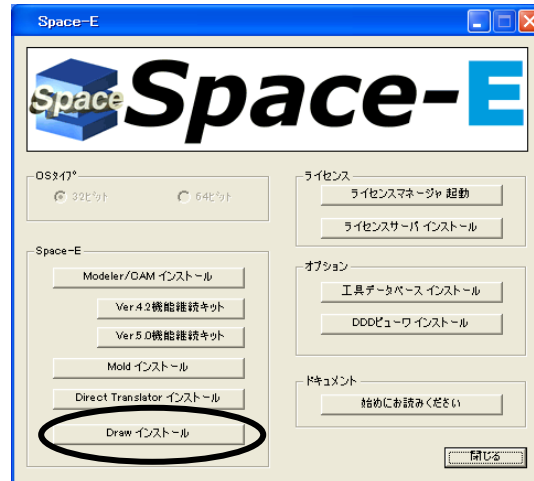 Space-E
Space Space-E
OSタイプ
32ビット 64ビット
Space-E
Modeler/CAM インストール
Ver.4.2機能継続キット
Ver.5.0機能継続キット
Mold インストール
Direct Translator インストール
Draw インストール
ライセンス
ライセンスマネージャ 起動
ライセンスサーバ インストール
オプション
工具データベース インストール
DDDビューワ インストール
ドキュメント
始めにお読みください
閉じる